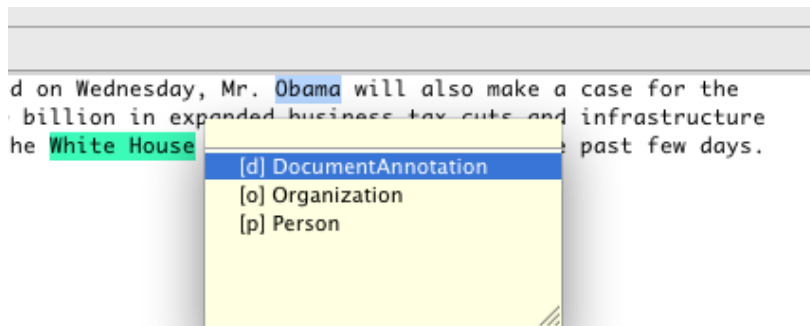 d on Wednesday, Mr. Obama will also make a case for the
billion in expanded business tax cuts and infrastructure
he White House past few days.
[d] DocumentAnnotation
[o] Organization
[p] Person